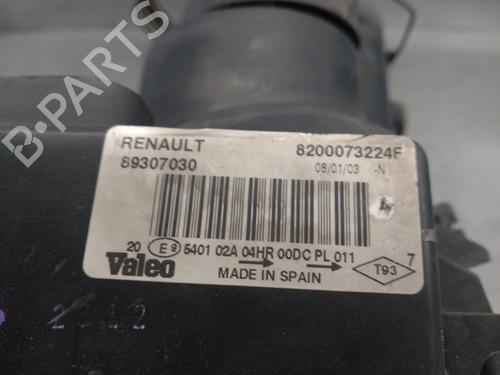 B-PARTS
RENAULT
8200073224F
89307030
08/01/03 -N
20 E9 5401 02A 04HR 00DC PL 011 7
Valeo
MADE IN SPAIN
T93